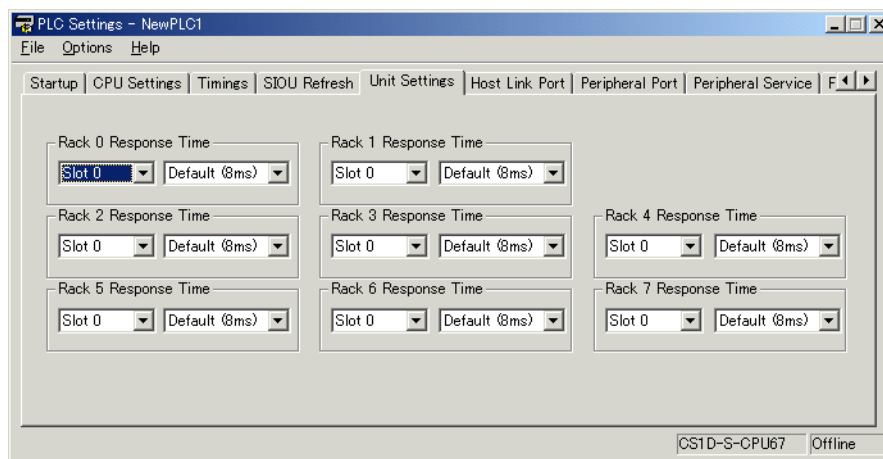 PLC Settings - NewPLC1
File Options Help
Startup CPU Settings Timings SIOU Refresh Unit Settings Host Link Port Peripheral Port Peripheral Service F
Rack 0 Response Time Rack 1 Response Time
Slot 0 Default (8ms) Slot 0 Default (8ms)
Rack 2 Response Time Rack 3 Response Time Rack 4 Response Time
Slot 0 Default (8ms) Slot 0 Default (8ms) Slot 0 Default (8ms)
Rack 5 Response Time Rack 6 Response Time Rack 7 Response Time
Slot 0 Default (8ms) Slot 0 Default (8ms) Slot 0 Default (8ms)
CS1D-S-CPU67 Offline